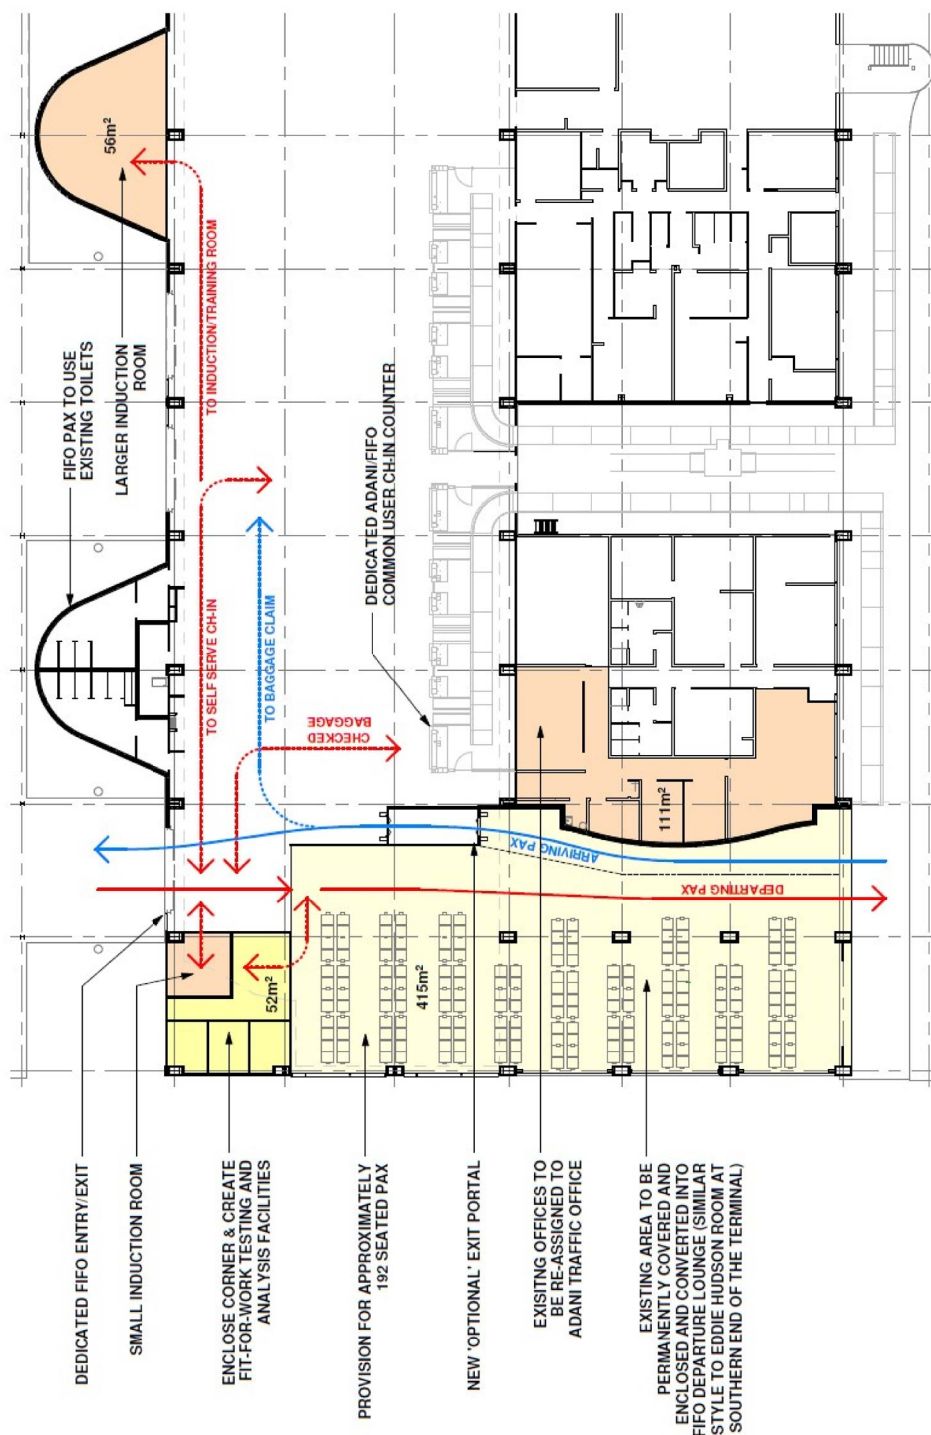 DEDICATED FIFO ENTRY/EXIT
SMALL INDUCTION ROOM
ENCLOSE CORNER & CREATE
FIT-FOR-WORK TESTING AND
ANALYSIS FACILITIES
PROVISION FOR APPROXIMATELY
192 SEATED PAX
NEW 'OPTIONAL' EXIT PORTAL
EXISITNG OFFICES TO
BE RE-ASSIGNED TO
ADANI TRAFFIC OFFICE
EXISTING AREA TO BE
PERMANENTLY COVERED AND
ENCLOSED AND CONVERTED INTO
FIFO DEPARTURE LOUNGE (SIMILAR
STYLE TO EDDIE HUDSON ROOM AT
SOUTHERN END OF THE TERMINAL)
52m²
415m²
111m²
56m²
DEPARTING PAX
ARRIVING PAX
CHECKED
BAGGAGE
TO BAGGAGE CLAIM
TO SELF SERVE CH-IN
TO INDUCTION/TRAINING ROOM
FIFO PAX TO USE
EXISTING TOILETS
LARGER INDUCTION
ROOM
DEDICATED ADANI/FIFO
COMMON USER CH-IN COUNTER